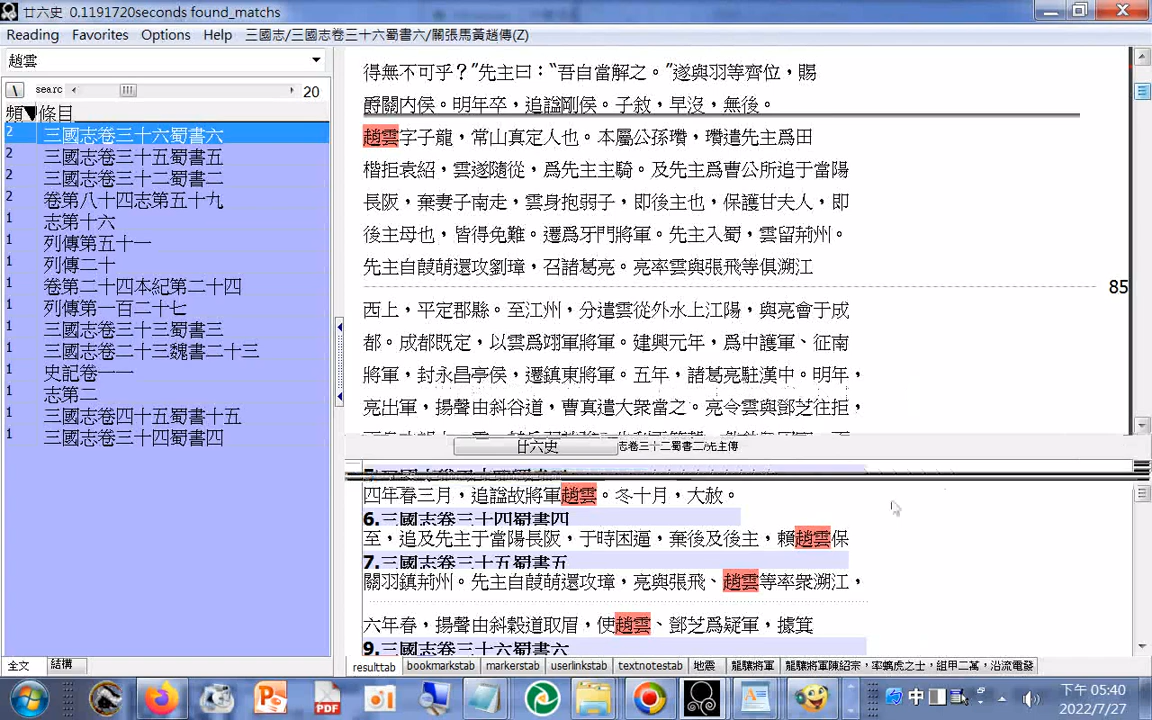 廿六史 0.1191720seconds found_matchs
Reading Favorites Options Help 三國志/三國志卷三十六蜀書六/關張馬黃趙傳(Z)
趙雲
\ searc 20
頻 條目
2 三國志卷三十六蜀書六
2 三國志卷三十五蜀書五
2 三國志卷三十二蜀書二
2 卷第八十四志第五十九
1 志第十六
1 列傳第五十一
1 列傳二十
1 卷第二十四本紀第二十四
1 列傳第一百二十七
1 三國志卷三十三蜀書三
1 三國志卷二十三魏書二十三
1 史記卷一一
1 志第二
1 三國志卷四十五蜀書十五
1 三國志卷三十四蜀書四
全文 結構
得無不可乎？”先主曰：“吾自當解之。”遂與羽等齊位，賜
爵關內侯。明年卒，追諡剛侯。子敘，早沒，無後。
趙雲字子龍，常山真定人也。本屬公孫瓚，瓚遣先主爲田
楷拒袁紹，雲遂隨從，爲先主主騎。及先主爲曹公所追于當陽
長阪，棄妻子南走，雲身抱弱子，即後主也，保護甘夫人，即
後主母也，皆得免難。遷爲牙門將軍。先主入蜀，雲留荊州。
先主自葭萌還攻劉璋，召諸葛亮。亮率雲與張飛等俱溯江
85
西上，平定郡縣。至江州，分遣雲從外水上江陽，與亮會于成
都。成都既定，以雲爲翊軍將軍。建興元年，爲中護軍、征南
將軍，封永昌亭侯，遷鎮東將軍。五年，諸葛亮駐漢中。明年，
亮出軍，揚聲由斜谷道，曹真遣大衆當之。亮令雲與鄧芝往拒，
廿六史 志卷三十二蜀書二/先主傳
四年春三月，追諡故將軍趙雲。冬十月，大赦。
6.三國志卷三十四蜀書四
至，追及先主于當陽長阪，于時困逼，棄後及後主，賴趙雲保
7.三國志卷三十五蜀書五
關羽鎮荊州。先主自葭萌還攻璋，亮與張飛、趙雲等率衆溯江，
六年春，揚聲由斜穀道取眉，使趙雲、鄧芝爲疑軍，據箕
9.三國志卷三十六蜀書六
resulttab bookmarkstab markerstab userlinkstab textnotestab 地震 龍驤將軍 龍驤將軍陳紹宗，率螭虎之士，組甲二萬，沿流電發
中
下午 05:40
2022/7/27